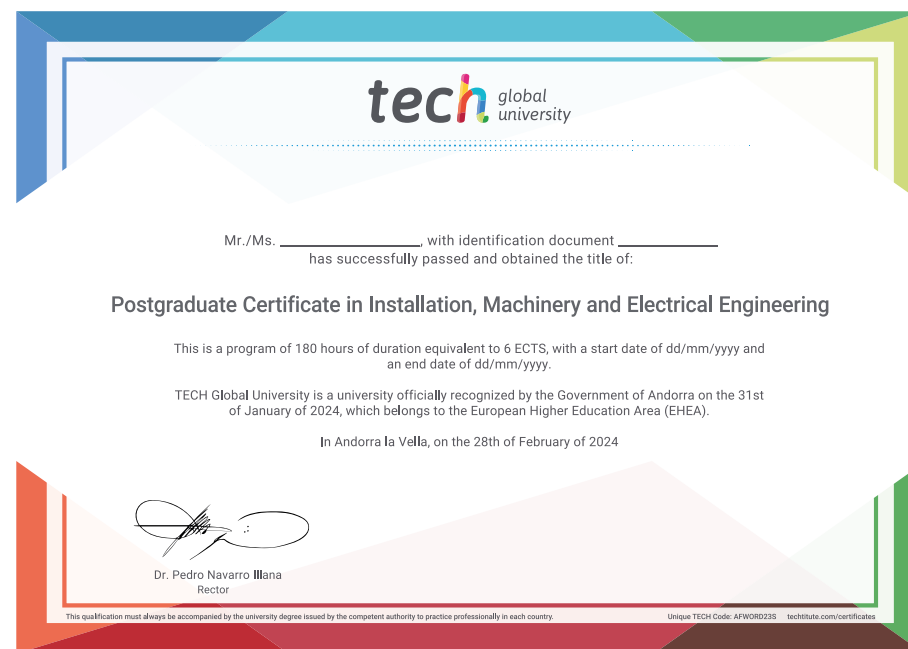 tech global
university
Mr./Ms. ____________, with identification document ____________
has successfully passed and obtained the title of:
Postgraduate Certificate in Installation, Machinery and Electrical Engineering
This is a program of 180 hours of duration equivalent to 6 ECTS, with a start date of dd/mm/yyyy and
an end date of dd/mm/yyyy.
TECH Global University is a university officially recognized by the Government of Andorra on the 31st
of January of 2024, which belongs to the European Higher Education Area (EHEA).
In Andorra la Vella, on the 28th of February of 2024
Dr. Pedro Navarro Illana
Rector
This qualification must always be accompanied by the university degree issued by the competent authority to practice professionally in each country.
Unique TECH Code: AFWORD23S techtitute.com/certificates